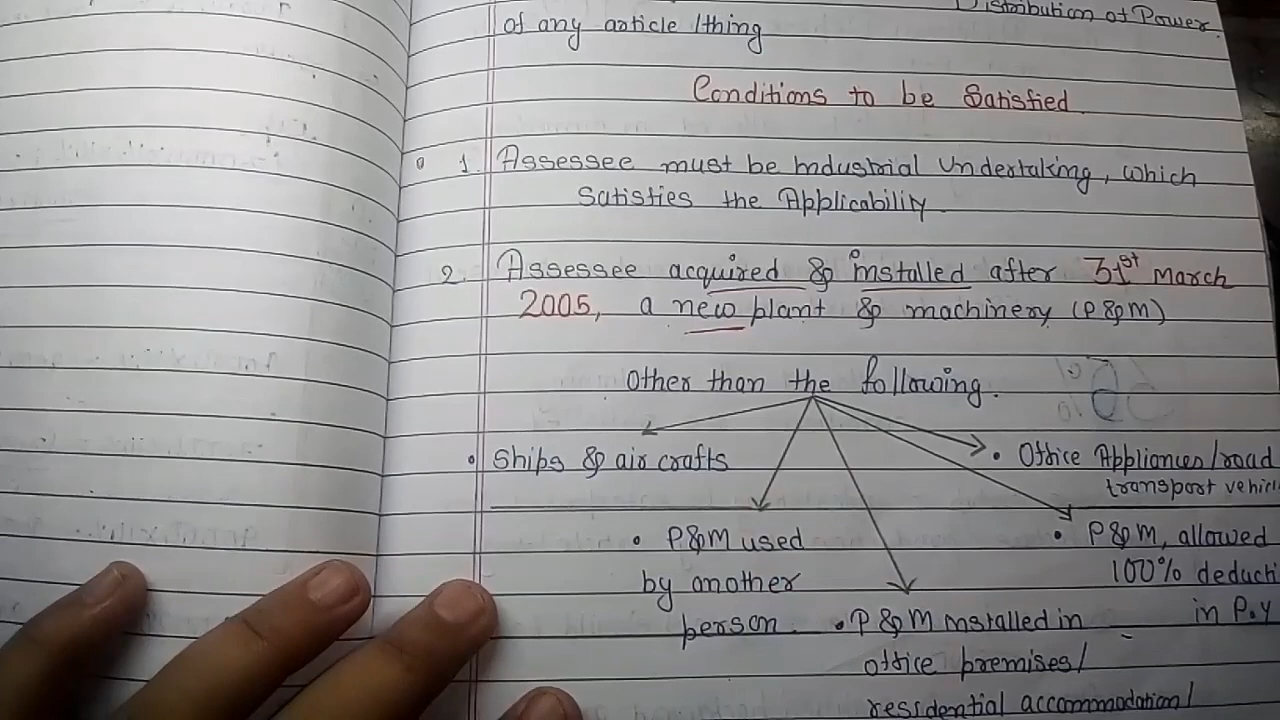 Distribution of Power.
of any article / thing
Conditions to be Satisfied
1. Assessee must be Industrial Undertaking, which
Satisfies the Applicability
2. Assessee acquired & installed after 31st March
2005, a new plant & machinery (P&M)
Other than the following.
• Ships & air crafts
• Office Appliances/road
transport vehicl
• P&M used
by another
person.
• P&M, allowed
100% deducti
in P.Y
• P&M Installed in
office premises/
residential accommodation/